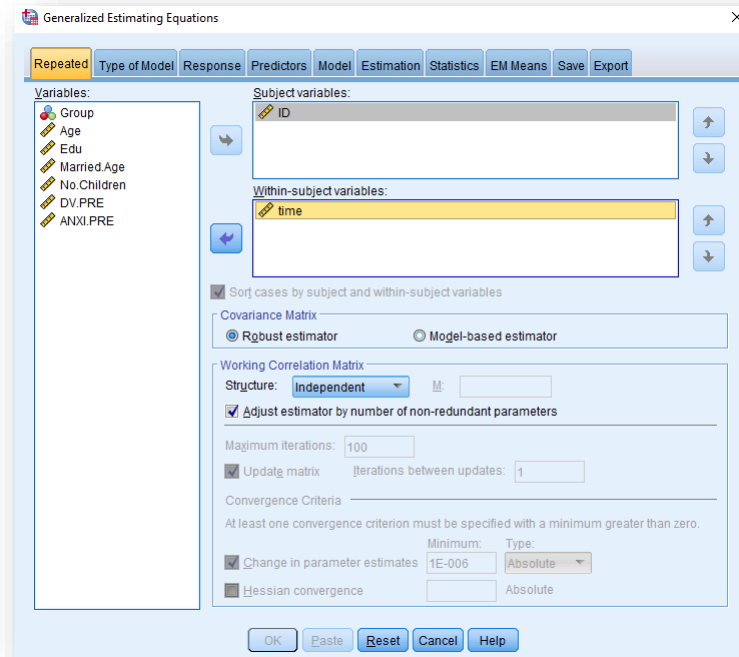 Generalized Estimating Equations
Repeated Type of Model Response Predictors Model Estimation Statistics EM Means Save Export
Variables:
Group
Age
Edu
Married.Age
No.Children
DV.PRE
ANXI.PRE
Subject variables:
ID
Within-subject variables:
time
Sort cases by subject and within-subject variables
Covariance Matrix
Robust estimator Model-based estimator
Working Correlation Matrix
Structure: Independent M:
Adjust estimator by number of non-redundant parameters
Maximum iterations: 100
Update matrix Iterations between updates: 1
Convergence Criteria
At least one convergence criterion must be specified with a minimum greater than zero.
Minimum: Type:
Change in parameter estimates 1E-006 Absolute
Hessian convergence Absolute
OK Paste Reset Cancel Help